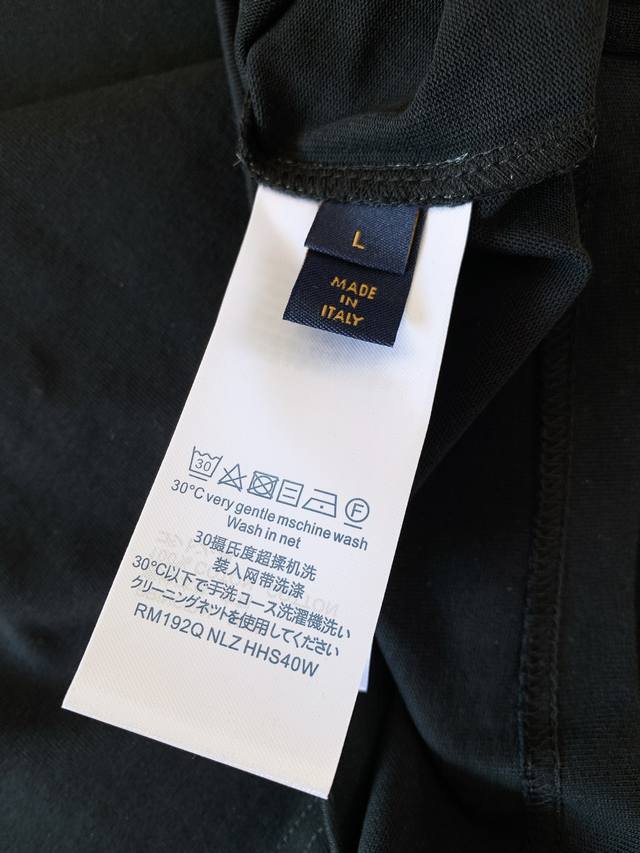 L
MADE
IN
ITALY
30
F
30°C very gentle mschine wash
Wash in net
30摄氏度超揉机洗
装入网带洗涤
30°C以下で手洗コース洗濯機洗い
クリーニングネットを使用してください
RM192Q NLZ HHS40W